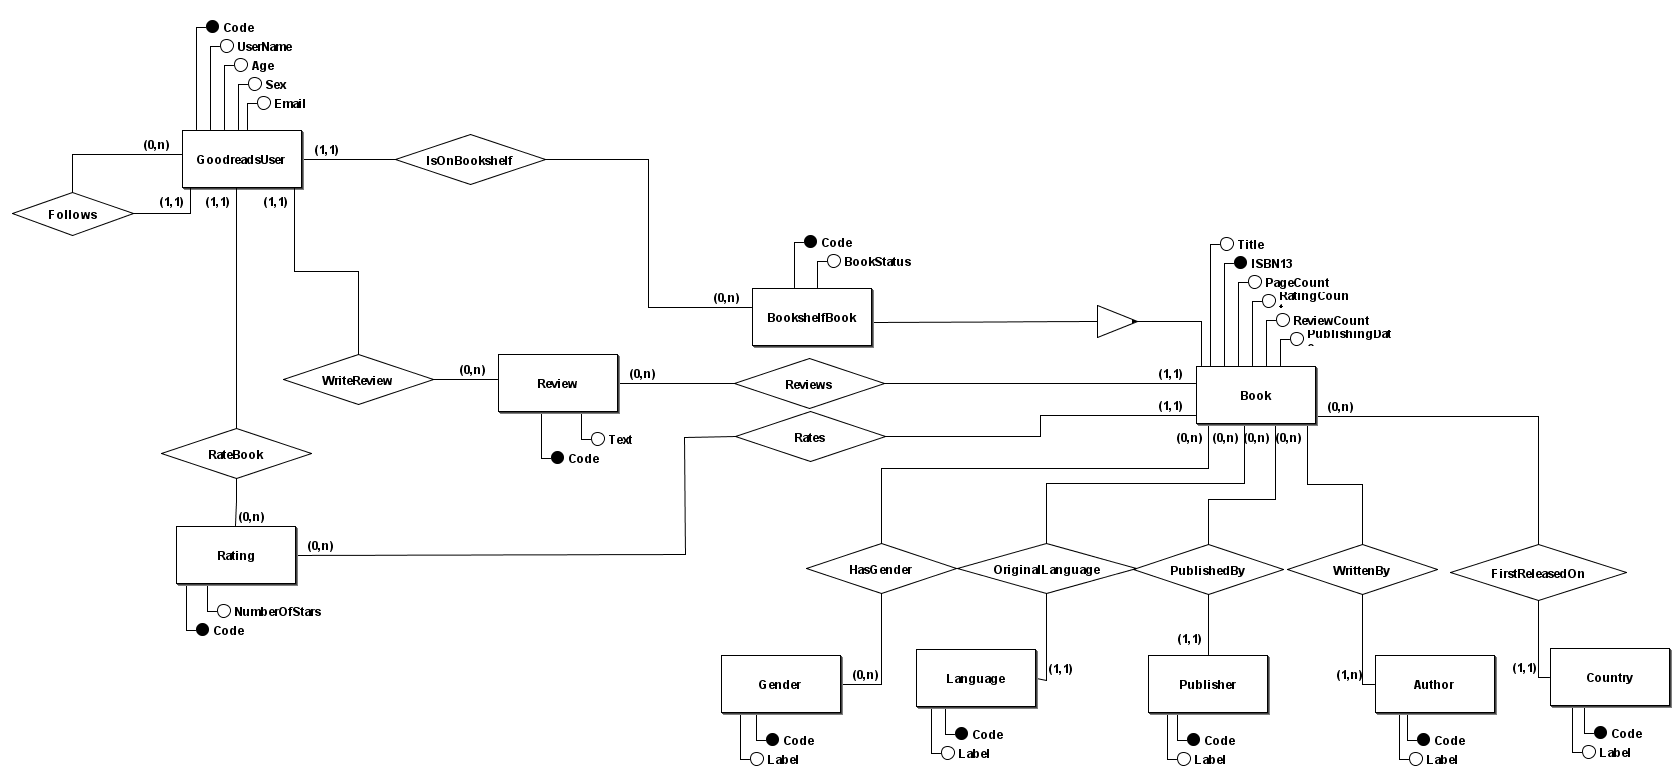 Code
UserName
Age
Sex
Email
(0,n)
GoodreadsUser
(1,1)
IsOnBookshelf
(1,1)
(1,1)
(1,1)
Follows
Code
BookStatus
(0,n)
BookshelfBook
Title
ISBN13
PageCount
RatingCoun
ReviewCount
PublishingDat
WriteReview
(0,n)
Review
(0,n)
Reviews
(1,1)
Book
(1,1)
(0,n)
Text
Code
Rates
(0,n)
(0,n)
(0,n)
(0,n)
RateBook
(0,n)
Rating
(0,n)
NumberOfStars
Code
HasGender
OriginalLanguage
PublishedBy
WrittenBy
FirstReleasedOn
(0,n)
(1,1)
(1,1)
(1,n)
(1,1)
Gender
Language
Publisher
Author
Country
Code
Label
Code
Label
Code
Label
Code
Label
Code
Label